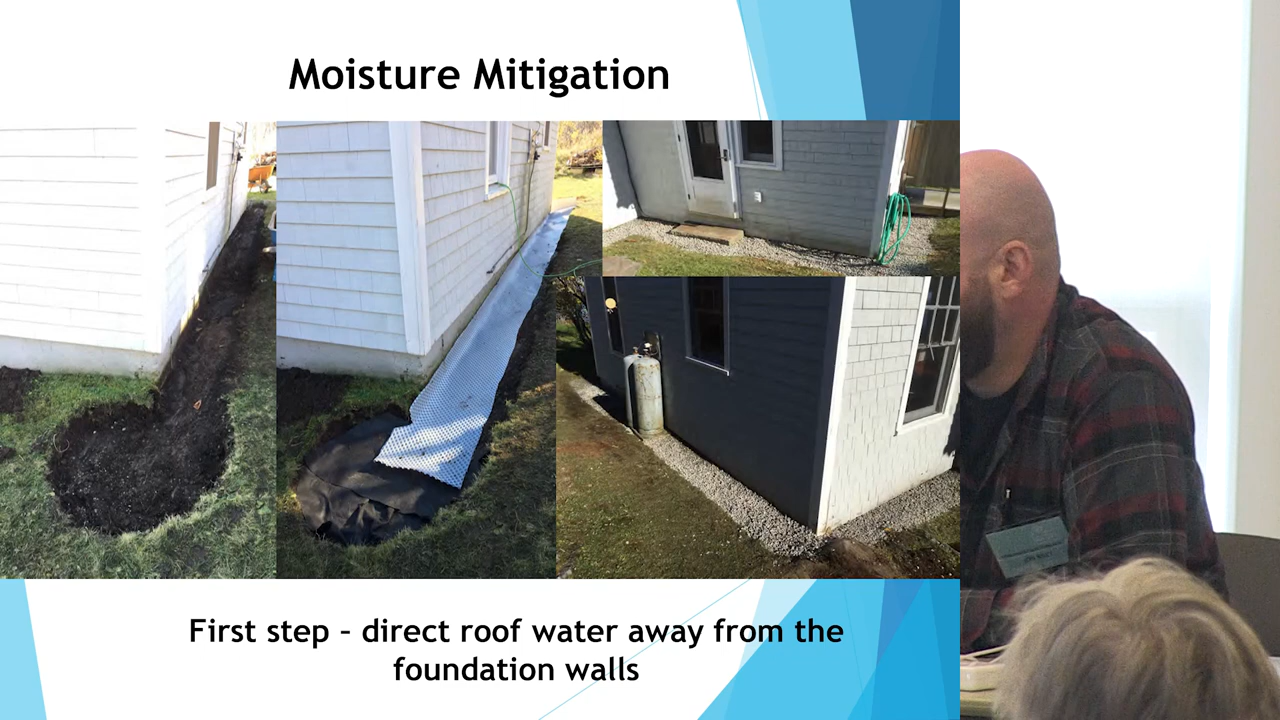 Moisture Mitigation
First step – direct roof water away from the
foundation walls